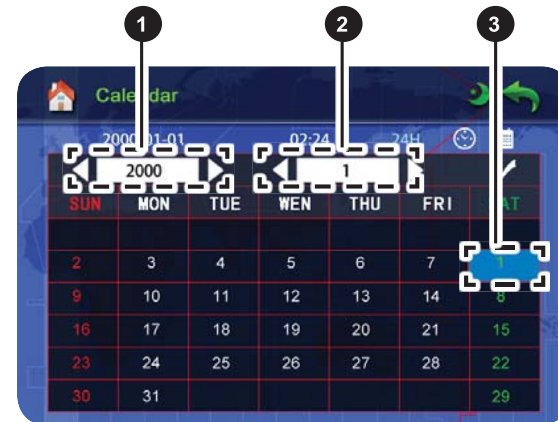 1 2 3
Calendar
2000-01-01 02:24 24H
2000 1
SUN MON TUE WEN THU FRI SAT
2 3 4 5 6 7 1
9 10 11 12 13 14 8
16 17 18 19 20 21 15
23 24 25 26 27 28 22
30 31 29